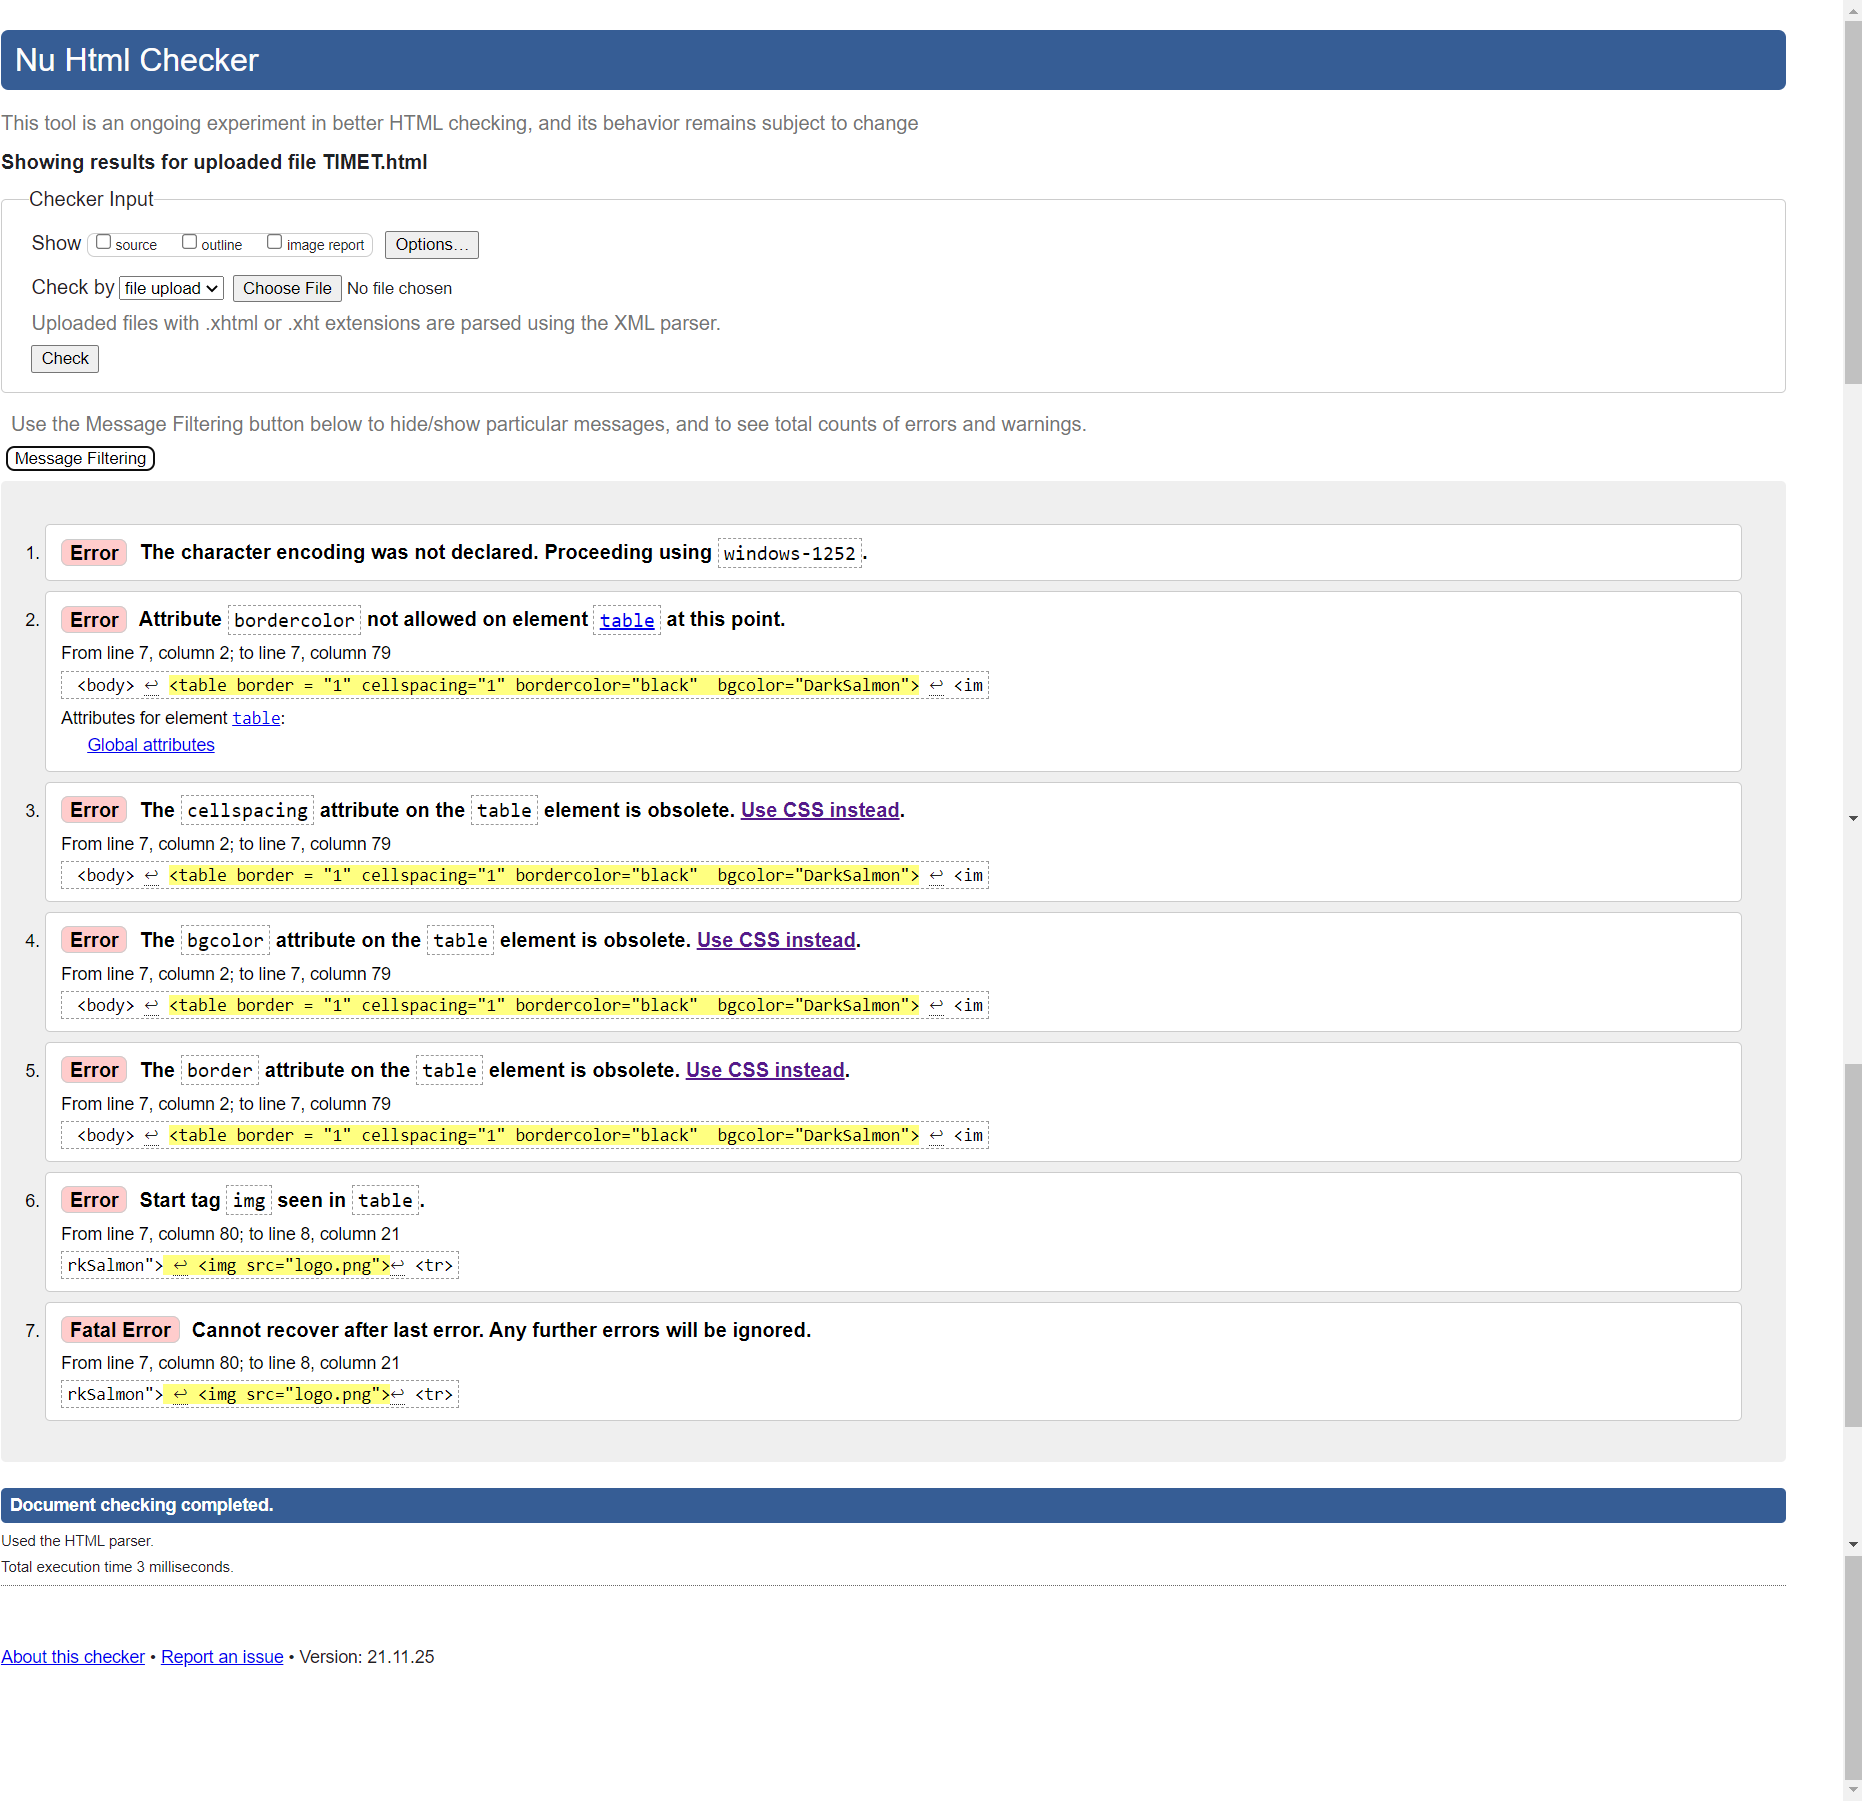 Nu Html Checker
This tool is an ongoing experiment in better HTML checking, and its behavior remains subject to change
Showing results for uploaded file TIMET.html
Checker Input
Show source outline image report Options...
Check by file upload Choose File No file chosen
Uploaded files with .xhtml or .xht extensions are parsed using the XML parser.
Check
Use the Message Filtering button below to hide/show particular messages, and to see total counts of errors and warnings.
Message Filtering
1. Error The character encoding was not declared. Proceeding using windows-1252.
2. Error Attribute bordercolor not allowed on element table at this point.
From line 7, column 2; to line 7, column 79
<body> ↩ <table border = "1" cellspacing="1" bordercolor="black"  bgcolor="DarkSalmon"> ↩ <im
Attributes for element table:
Global attributes
3. Error The cellspacing attribute on the table element is obsolete. Use CSS instead.
From line 7, column 2; to line 7, column 79
<body> ↩ <table border = "1" cellspacing="1" bordercolor="black"  bgcolor="DarkSalmon"> ↩ <im
4. Error The bgcolor attribute on the table element is obsolete. Use CSS instead.
From line 7, column 2; to line 7, column 79
<body> ↩ <table border = "1" cellspacing="1" bordercolor="black"  bgcolor="DarkSalmon"> ↩ <im
5. Error The border attribute on the table element is obsolete. Use CSS instead.
From line 7, column 2; to line 7, column 79
<body> ↩ <table border = "1" cellspacing="1" bordercolor="black"  bgcolor="DarkSalmon"> ↩ <im
6. Error Start tag img seen in table.
From line 7, column 80; to line 8, column 21
rkSalmon"> ↩ <img src="logo.png">↩ <tr>
7. Fatal Error Cannot recover after last error. Any further errors will be ignored.
From line 7, column 80; to line 8, column 21
rkSalmon"> ↩ <img src="logo.png">↩ <tr>
Document checking completed.
Used the HTML parser.
Total execution time 3 milliseconds.
About this checker • Report an issue • Version: 21.11.25